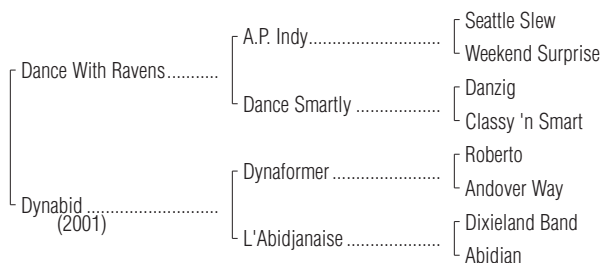 Seattle Slew
A.P. Indy
Weekend Surprise
Dance With Ravens
Danzig
Dance Smartly
Classy 'n Smart
Roberto
Dynaformer
Andover Way
Dynabid
(2001)
Dixieland Band
L'Abidjanaise
Abidian